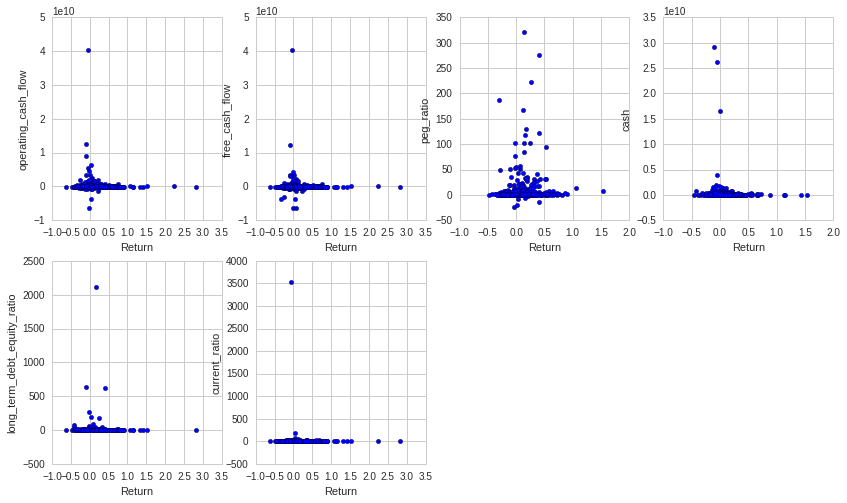 1e10
5
4
3
2
1
0
−1
operating_cash_flow
−1.0−0.5 0.0 0.5 1.0 1.5 2.0 2.5 3.0 3.5
Return
1e10
5
4
3
2
1
0
−1
free_cash_flow
−1.0−0.5 0.0 0.5 1.0 1.5 2.0 2.5 3.0 3.5
Return
350
300
250
200
150
100
50
0
−50
peg_ratio
−1.0 −0.5 0.0 0.5 1.0 1.5 2.0
Return
1e10
3.5
3.0
2.5
2.0
1.5
1.0
0.5
0.0
−0.5
cash
−1.0 −0.5 0.0 0.5 1.0 1.5 2.0
Return
2500
2000
1500
1000
500
0
−500
long_term_debt_equity_ratio
−1.0−0.5 0.0 0.5 1.0 1.5 2.0 2.5 3.0 3.5
Return
4000
3500
3000
2500
2000
1500
1000
500
0
−500
current_ratio
−1.0−0.5 0.0 0.5 1.0 1.5 2.0 2.5 3.0 3.5
Return